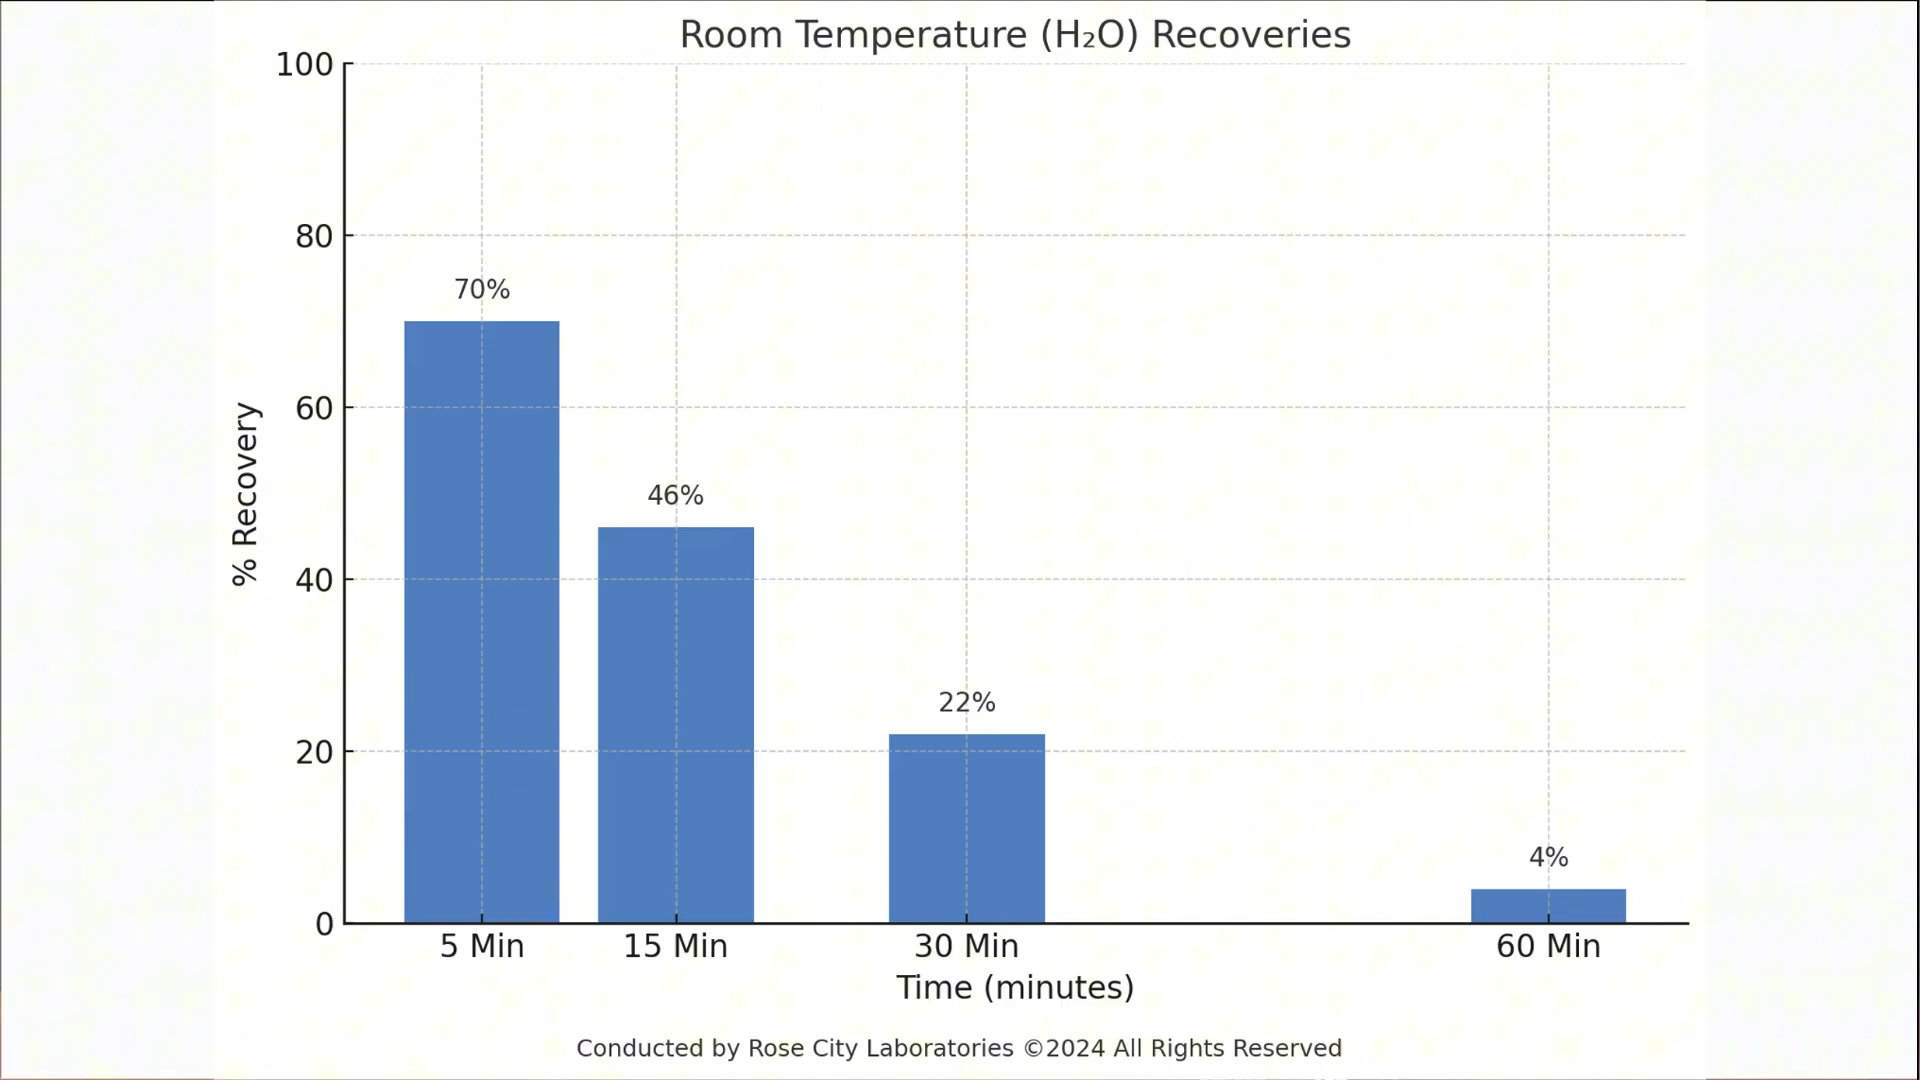 Room Temperature (H₂O) Recoveries
100
80
60
40
20
0
% Recovery
70%
46%
22%
4%
5 Min
15 Min
30 Min
60 Min
Time (minutes)
Conducted by Rose City Laboratories ©2024 All Rights Reserved